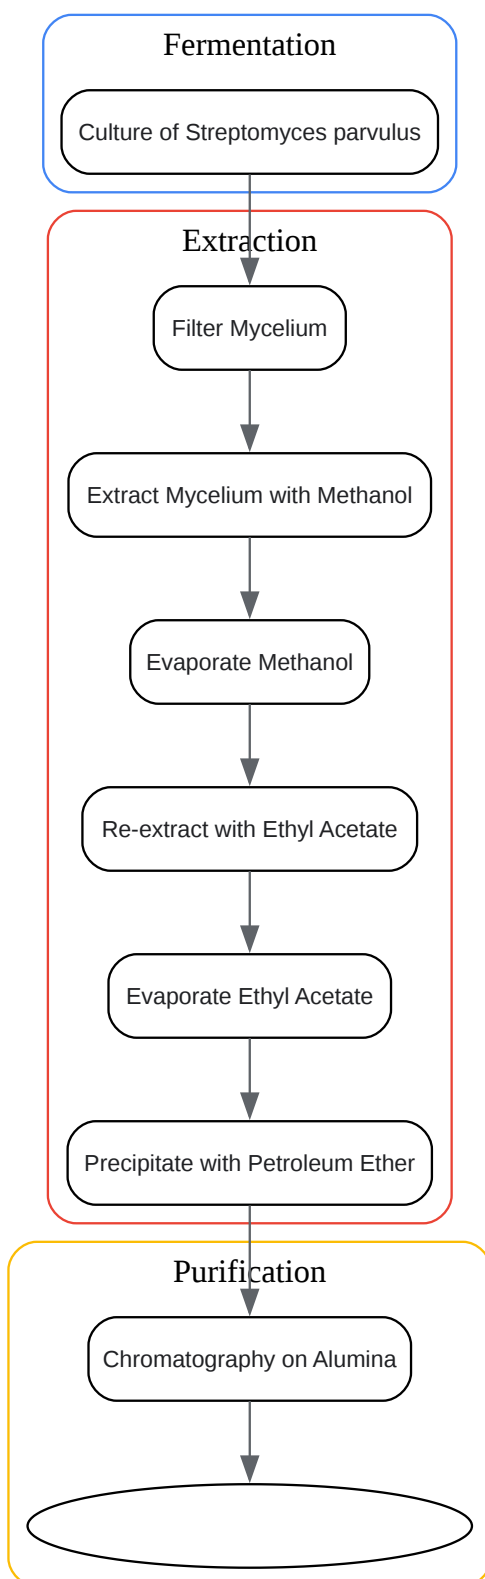 Fermentation
Culture of Streptomyces parvulus
Extraction
Filter Mycelium
Extract Mycelium with Methanol
Evaporate Methanol
Re-extract with Ethyl Acetate
Evaporate Ethyl Acetate
Precipitate with Petroleum Ether
Purification
Chromatography on Alumina